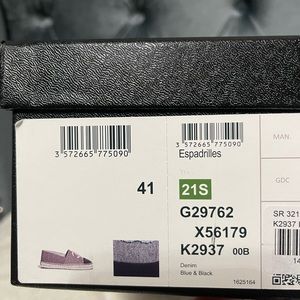 3 572665 775090
41
3 572665 775090
Espadrilles
21S
G29762
X56179
K2937 00B
Denim
Blue & Black
1625164
MAN.
GDC
SR 321
K2937
14